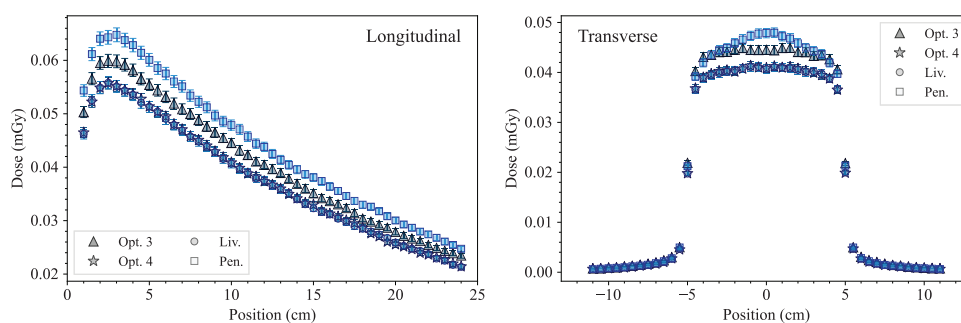 Longitudinal
Dose (mGy)
0.06
0.05
0.04
0.03
0.02
Opt. 3
Liv.
Opt. 4
Pen.
0
5
10
15
20
25
Position (cm)
Transverse
Dose (mGy)
0.05
0.04
0.03
0.02
0.01
0.00
Opt. 3
Opt. 4
Liv.
Pen.
−10
−5
0
5
10
Position (cm)